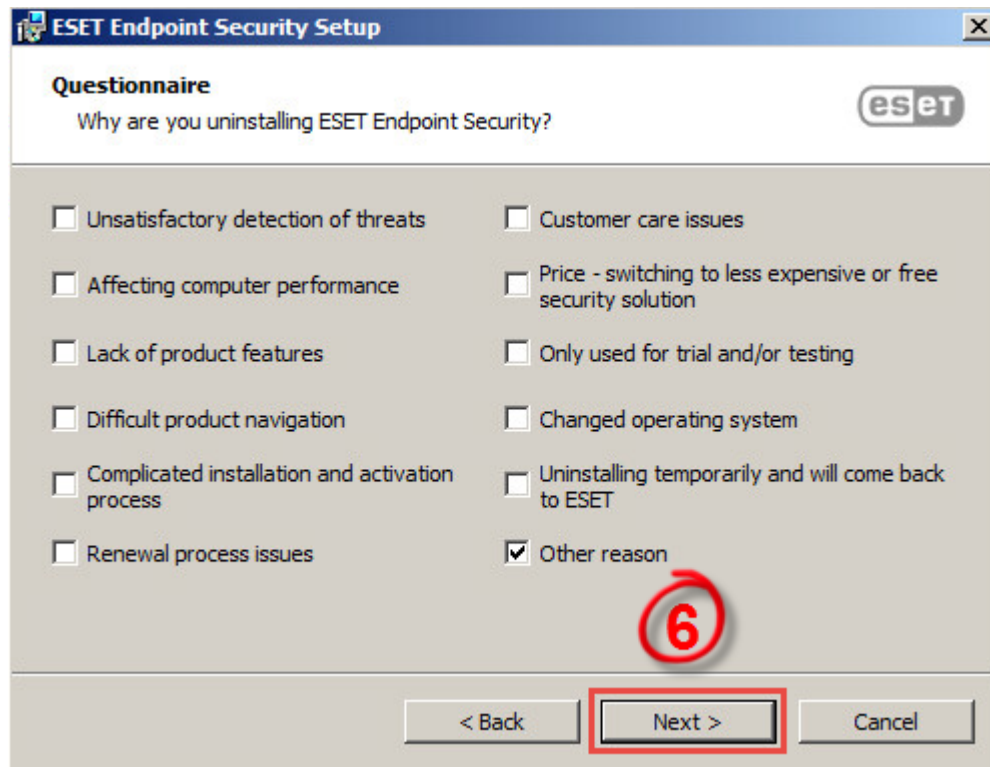 ESET Endpoint Security Setup
Questionnaire
Why are you uninstalling ESET Endpoint Security?
eset
Unsatisfactory detection of threats
Affecting computer performance
Lack of product features
Difficult product navigation
Complicated installation and activation
process
Renewal process issues
Customer care issues
Price - switching to less expensive or free
security solution
Only used for trial and/or testing
Changed operating system
Uninstalling temporarily and will come back
to ESET
Other reason
6
< Back
Next >
Cancel